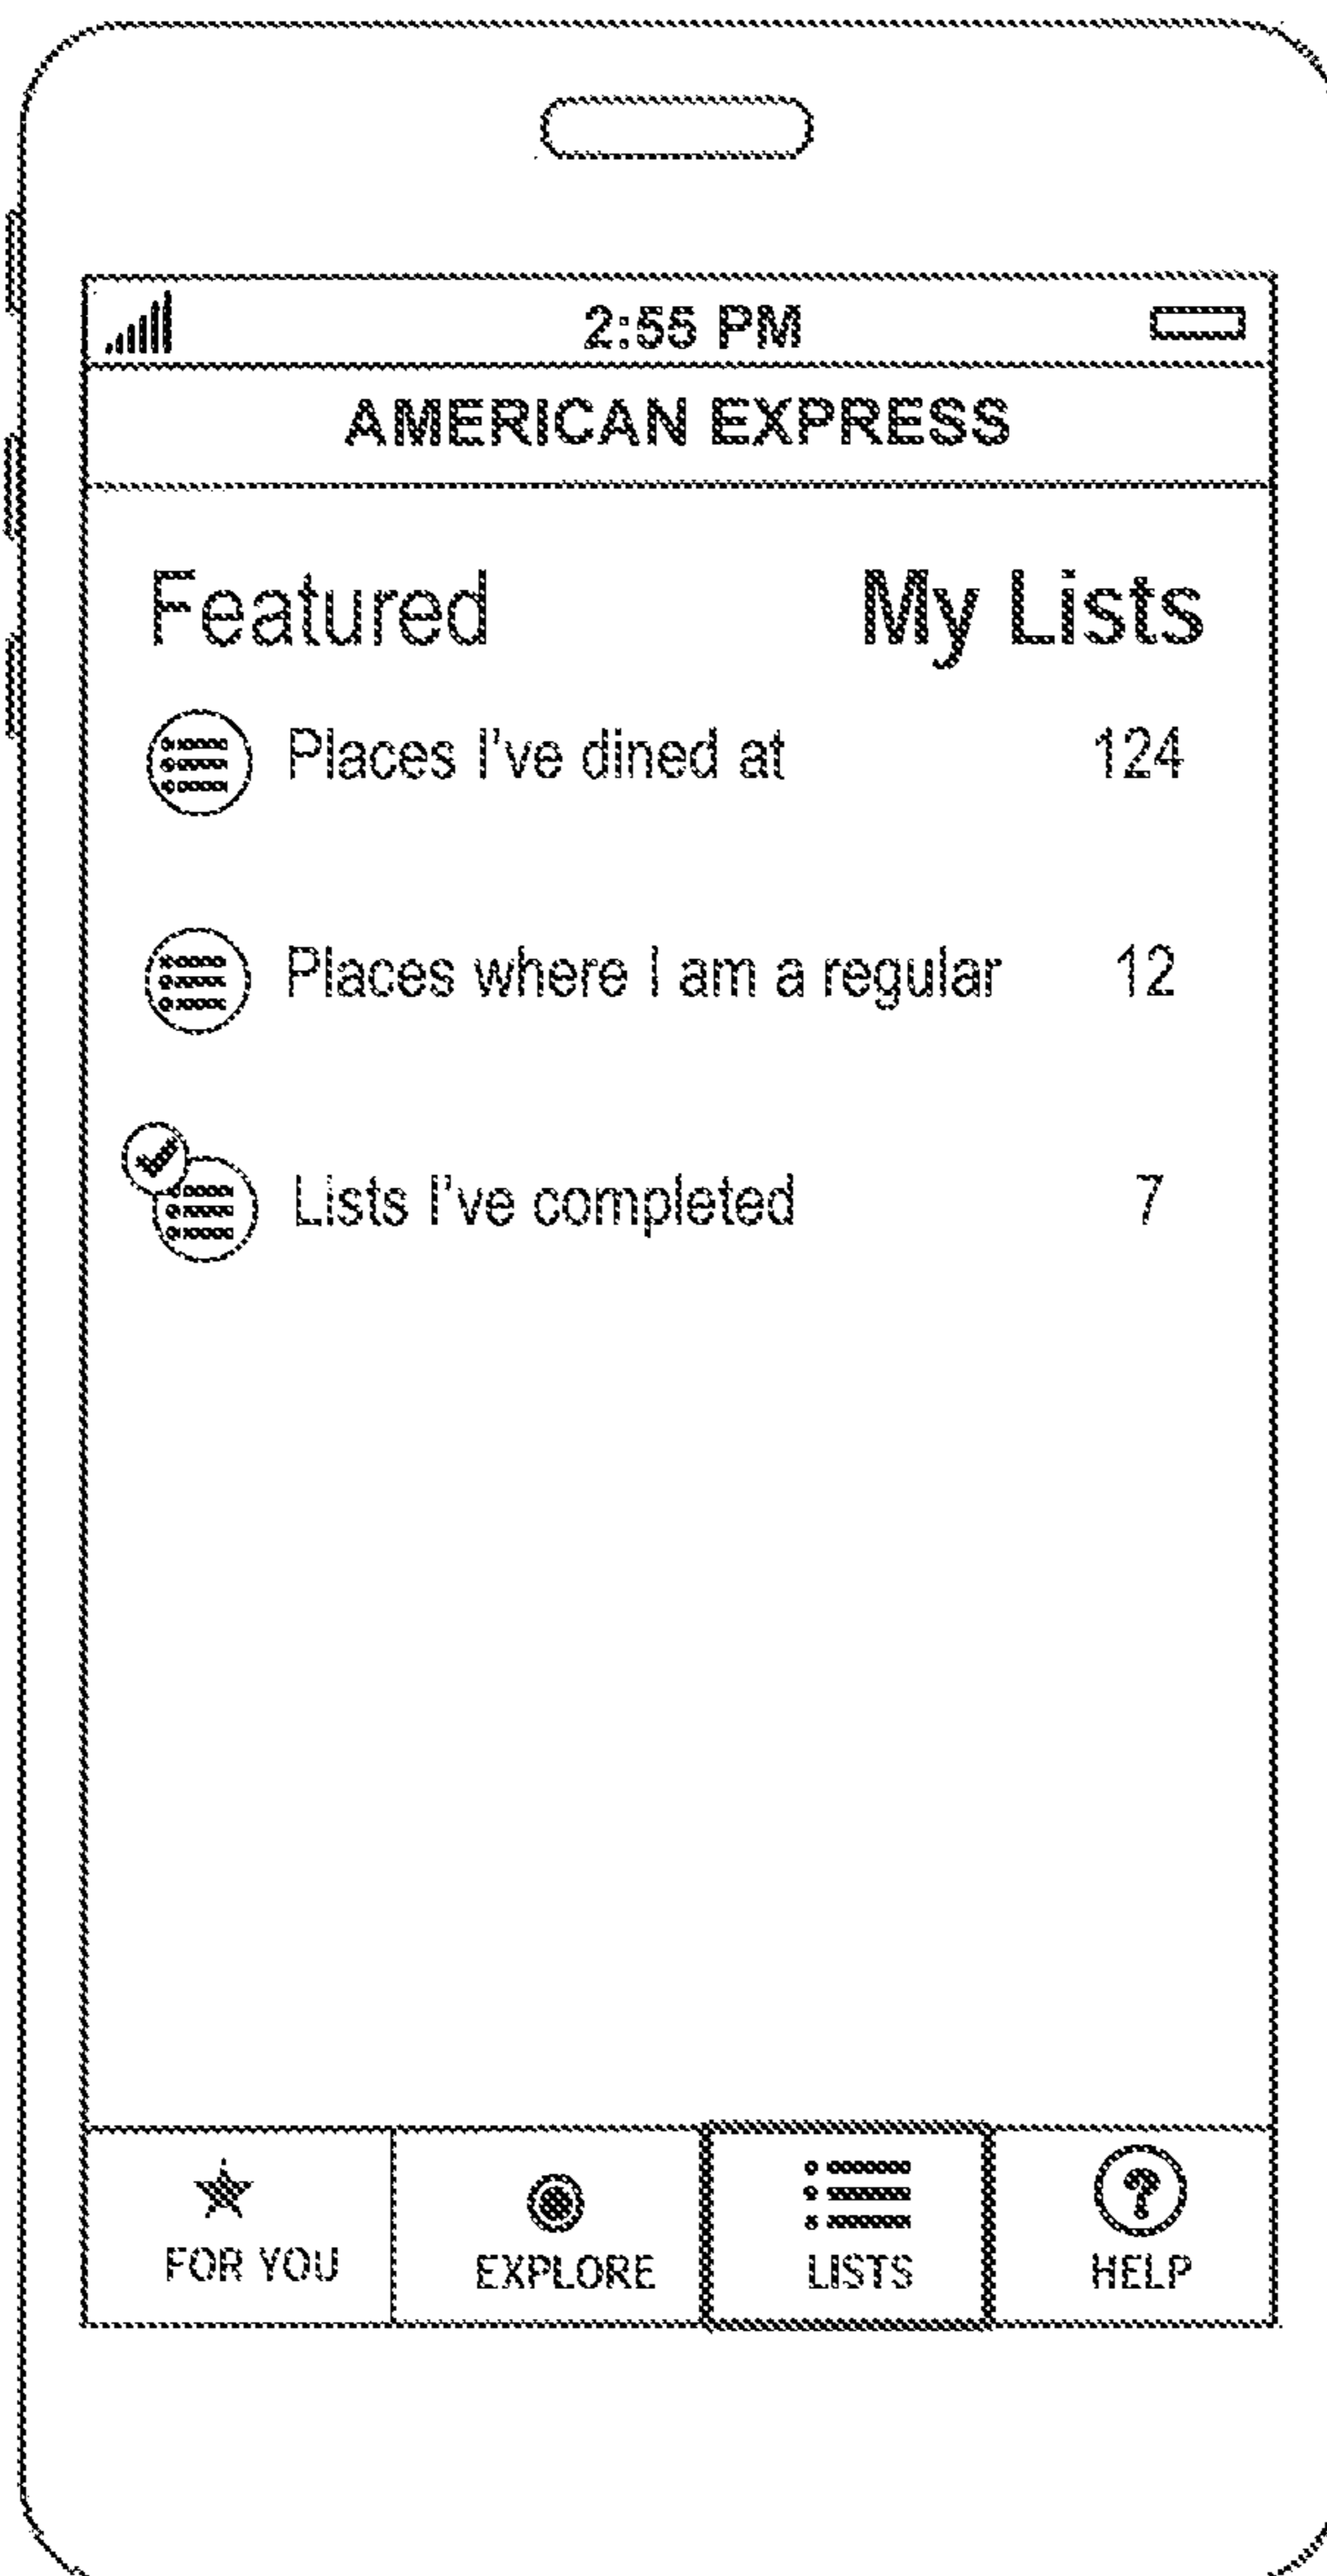 2:55 PM
AMERICAN EXPRESS
Featured My Lists
Places I've dined at 124
Places where I am a regular 12
Lists I've completed 7
FOR YOU EXPLORE LISTS HELP